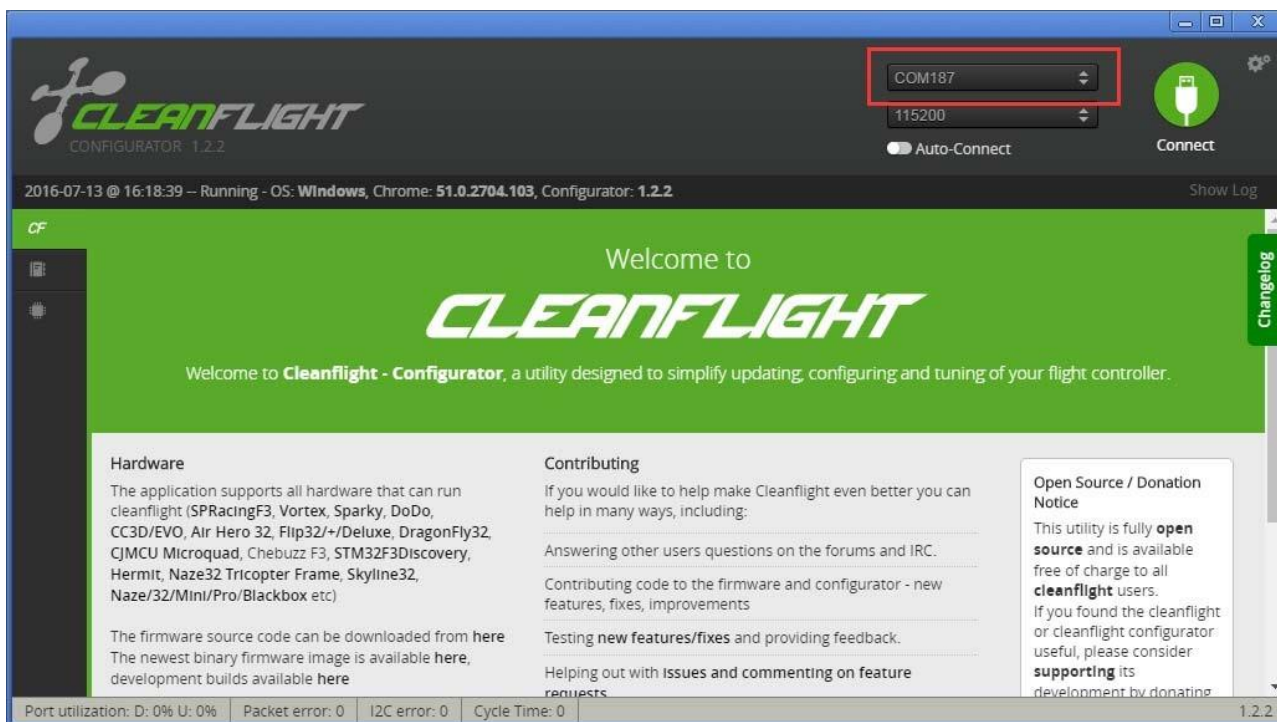 COM187
115200
Auto-Connect
Connect
CLEANFLIGHT
CONFIGURATOR 1.2.2
2016-07-13 @ 16:18:39 -- Running - OS: Windows, Chrome: 51.0.2704.103, Configurator: 1.2.2
Show Log
CF
Changelog
Welcome to
CLEANFLIGHT
Welcome to Cleanflight - Configurator, a utility designed to simplify updating, configuring and tuning of your flight controller.
Hardware
The application supports all hardware that can run
cleanflight (SPRacingF3, Vortex, Sparky, DoDo,
CC3D/EVO, Air Hero 32, Flip32/+/Deluxe, DragonFly32,
CJMCU Microquad, Chebuzz F3, STM32F3Discovery,
Hermit, Naze32 Tricopter Frame, Skyline32,
Naze/32/Mini/Pro/Blackbox etc)
The firmware source code can be downloaded from here
The newest binary firmware image is available here,
development builds available here
Contributing
If you would like to help make Cleanflight even better you can
help in many ways, including:
Answering other users questions on the forums and IRC.
Contributing code to the firmware and configurator - new
features, fixes, improvements
Testing new features/fixes and providing feedback.
Helping out with issues and commenting on feature
requests
Open Source / Donation
Notice
This utility is fully open
source and is available
free of charge to all
cleanflight users.
If you found the cleanflight
or cleanflight configurator
useful, please consider
supporting its
development by donating
Port utilization: D: 0% U: 0%
Packet error: 0
I2C error: 0
Cycle Time: 0
1.2.2